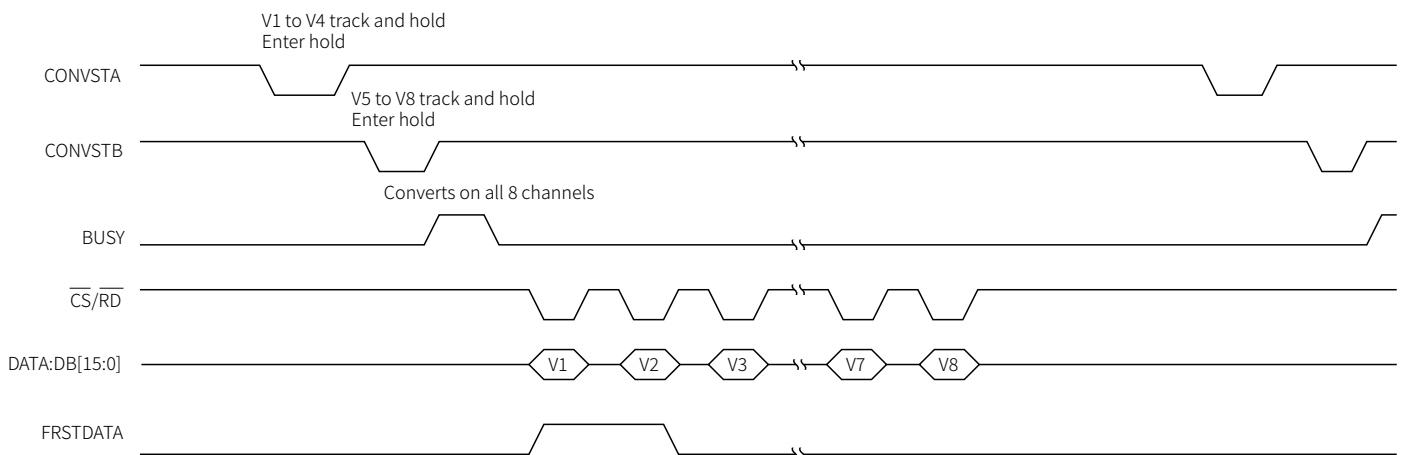 V1 to V4 track and hold
Enter hold
CONVSTA
V5 to V8 track and hold
Enter hold
CONVSTB
Converts on all 8 channels
BUSY
CS/RD
DATA:DB[15:0]
V1
V2
V3
V7
V8
FRSTDATA